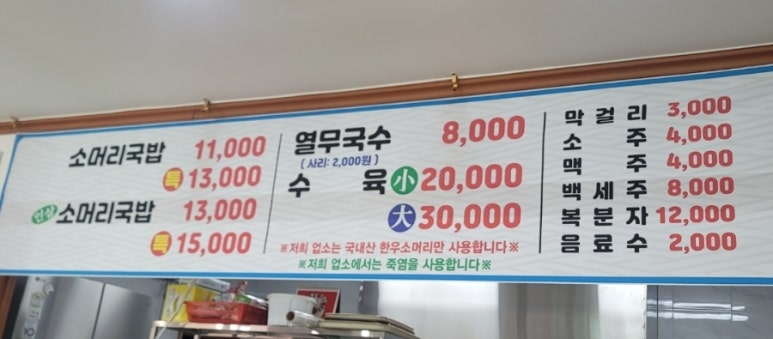 소머리국밥 11,000
특 13,000
인삼 소머리국밥 13,000
특 15,000
열무국수 8,000
(사리: 2,000원)
수육 小 20,000
大 30,000
※저희 업소는 국내산 한우소머리만 사용합니다※
※저희 업소에서는 죽염을 사용합니다※
막걸리 3,000
소주 4,000
맥주 4,000
백세주 8,000
복분자 12,000
음료수 2,000